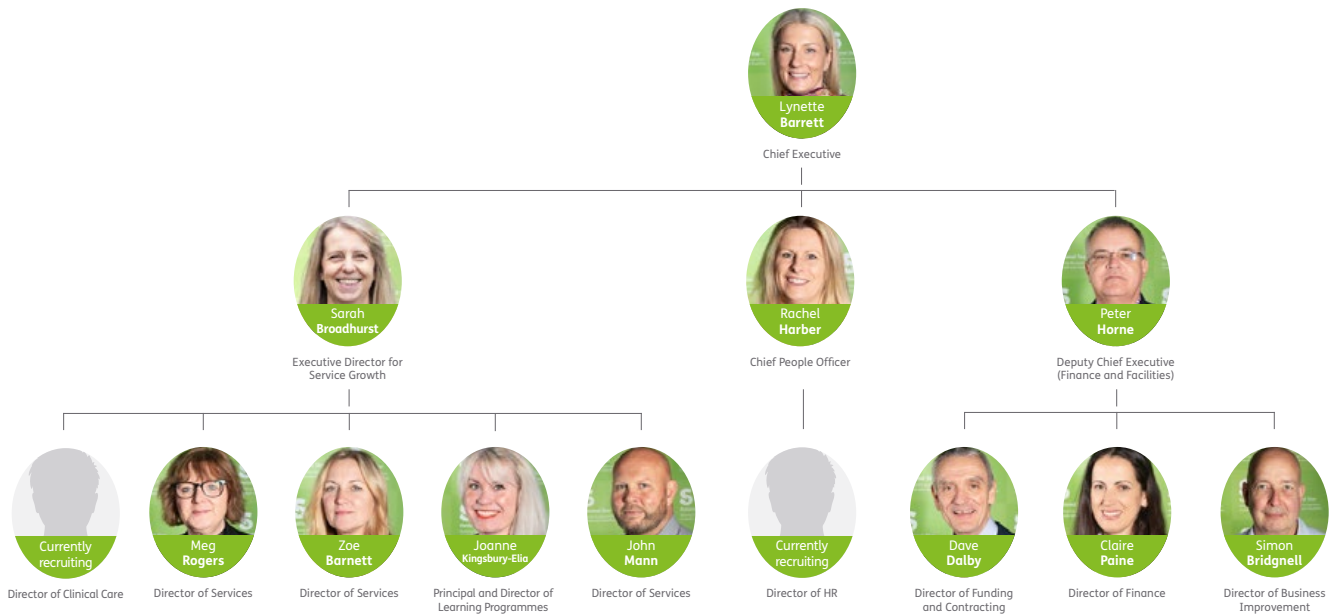 Lynette
Barrett
Chief Executive
Sarah
Broadhurst
Executive Director for
Service Growth
Rachel
Harber
Chief People Officer
Peter
Horne
Deputy Chief Executive
(Finance and Facilities)
Currently
recruiting
Director of Clinical Care
Meg
Rogers
Director of Services
Zoe
Barnett
Director of Services
Joanne
Kingsbury-Elia
Principal and Director of
Learning Programmes
John
Mann
Director of Services
Currently
recruiting
Director of HR
Dave
Dalby
Director of Funding
and Contracting
Claire
Paine
Director of Finance
Simon
Bridgnell
Director of Business
Improvement